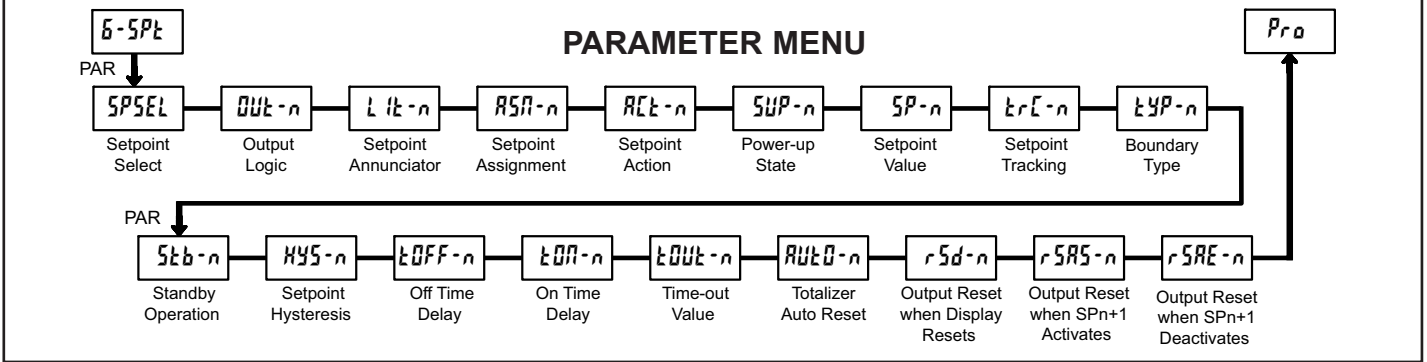 6-SPt
PARAMETER MENU
Pro
PAR
SPSEL
OUt-n
LIt-n
ASN-n
ACt-n
SUP-n
SP-n
trC-n
tYP-n
Setpoint
Select
Output
Logic
Setpoint
Annunciator
Setpoint
Assignment
Setpoint
Action
Power-up
State
Setpoint
Value
Setpoint
Tracking
Boundary
Type
PAR
Stb-n
HYS-n
tOFF-n
tON-n
tOUt-n
AUtO-n
rSd-n
rSAS-n
rSAE-n
Standby
Operation
Setpoint
Hysteresis
Off Time
Delay
On Time
Delay
Time-out
Value
Totalizer
Auto Reset
Output Reset
when Display
Resets
Output Reset
when SPn+1
Activates
Output Reset
when SPn+1
Deactivates